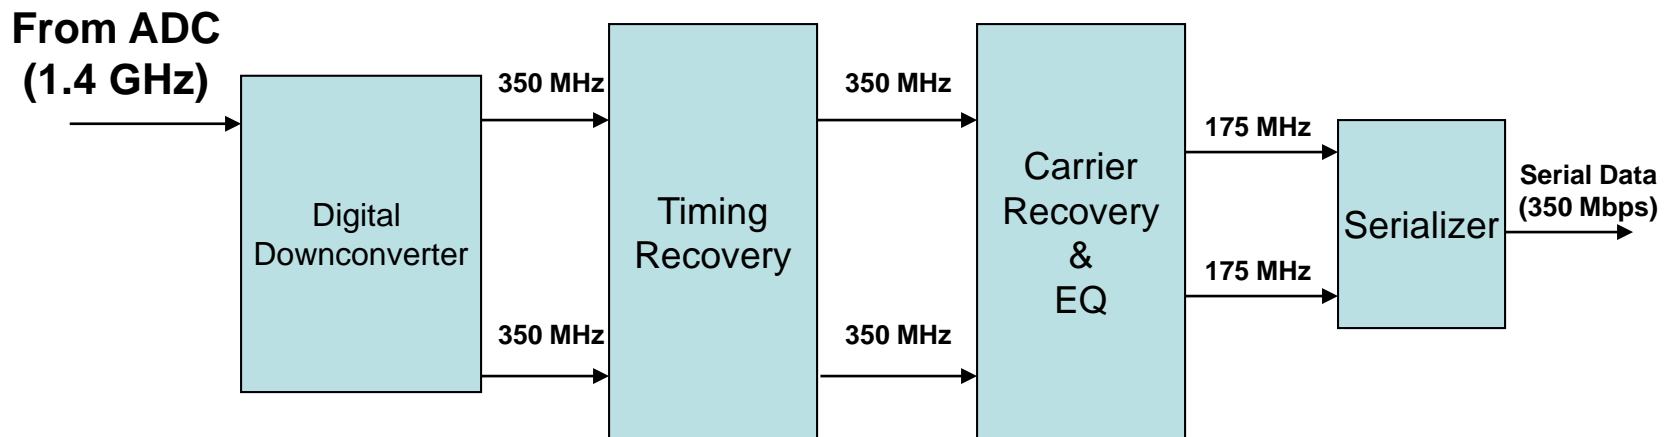 From ADC
(1.4 GHz)
Digital
Downconverter
350 MHz
350 MHz
Timing
Recovery
350 MHz
350 MHz
Carrier
Recovery
&
EQ
175 MHz
175 MHz
Serializer
Serial Data
(350 Mbps)